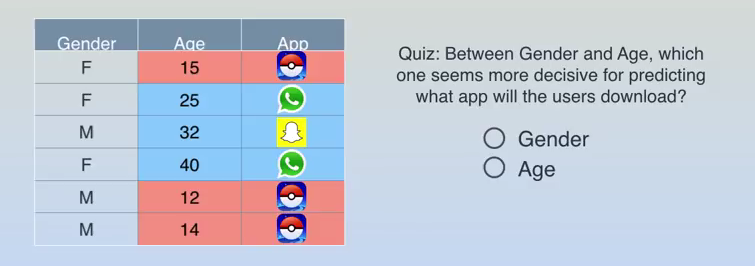 Gender Age App
F 15
F 25
M 32
F 40
M 12
M 14
Quiz: Between Gender and Age, which
one seems more decisive for predicting
what app will the users download?
Gender
Age